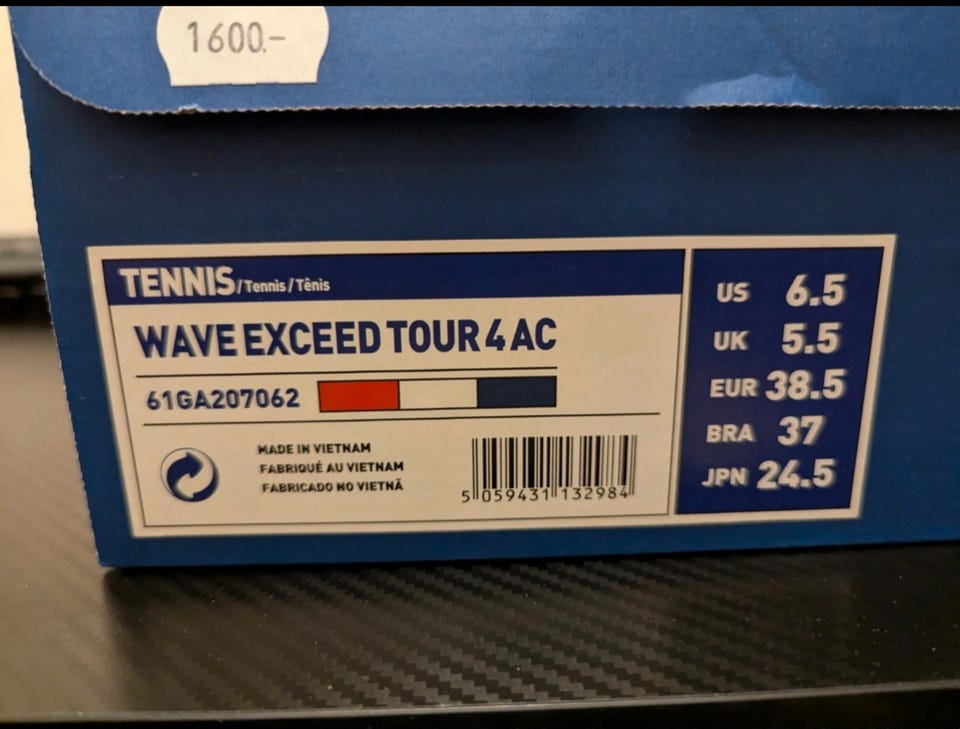 1600.-
TENNIS/Tennis/Tênis
WAVE EXCEED TOUR 4 AC
61GA207062
MADE IN VIETNAM
FABRIQUÉ AU VIETNAM
FABRICADO NO VIETNÃ
5 059431 132984
US 6.5
UK 5.5
EUR 38.5
BRA 37
JPN 24.5